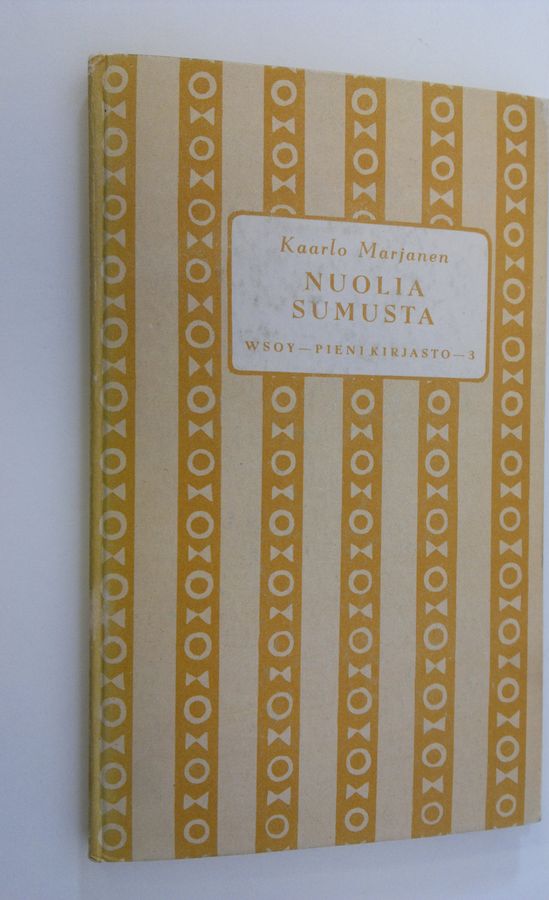 Kaarlo Marjanen
NUOLIA
SUMUSTA
WSOY — PIENI KIRJASTO — 3